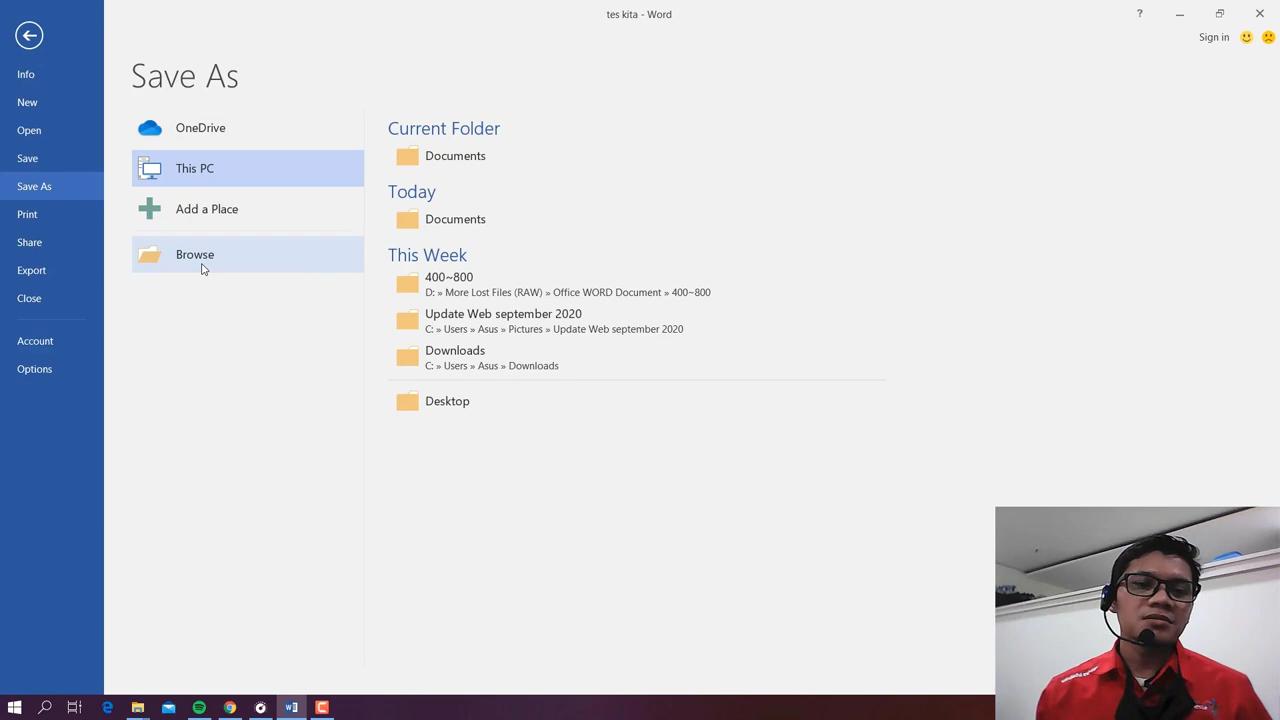 tes kita - Word
?
Sign in
Info
New
Open
Save
Save As
Print
Share
Export
Close
Account
Options
Save As
OneDrive
This PC
Add a Place
Browse
Current Folder
Documents
Today
Documents
This Week
400~800
D: » More Lost Files (RAW) » Office WORD Document » 400~800
Update Web september 2020
C: » Users » Asus » Pictures » Update Web september 2020
Downloads
C: » Users » Asus » Downloads
Desktop